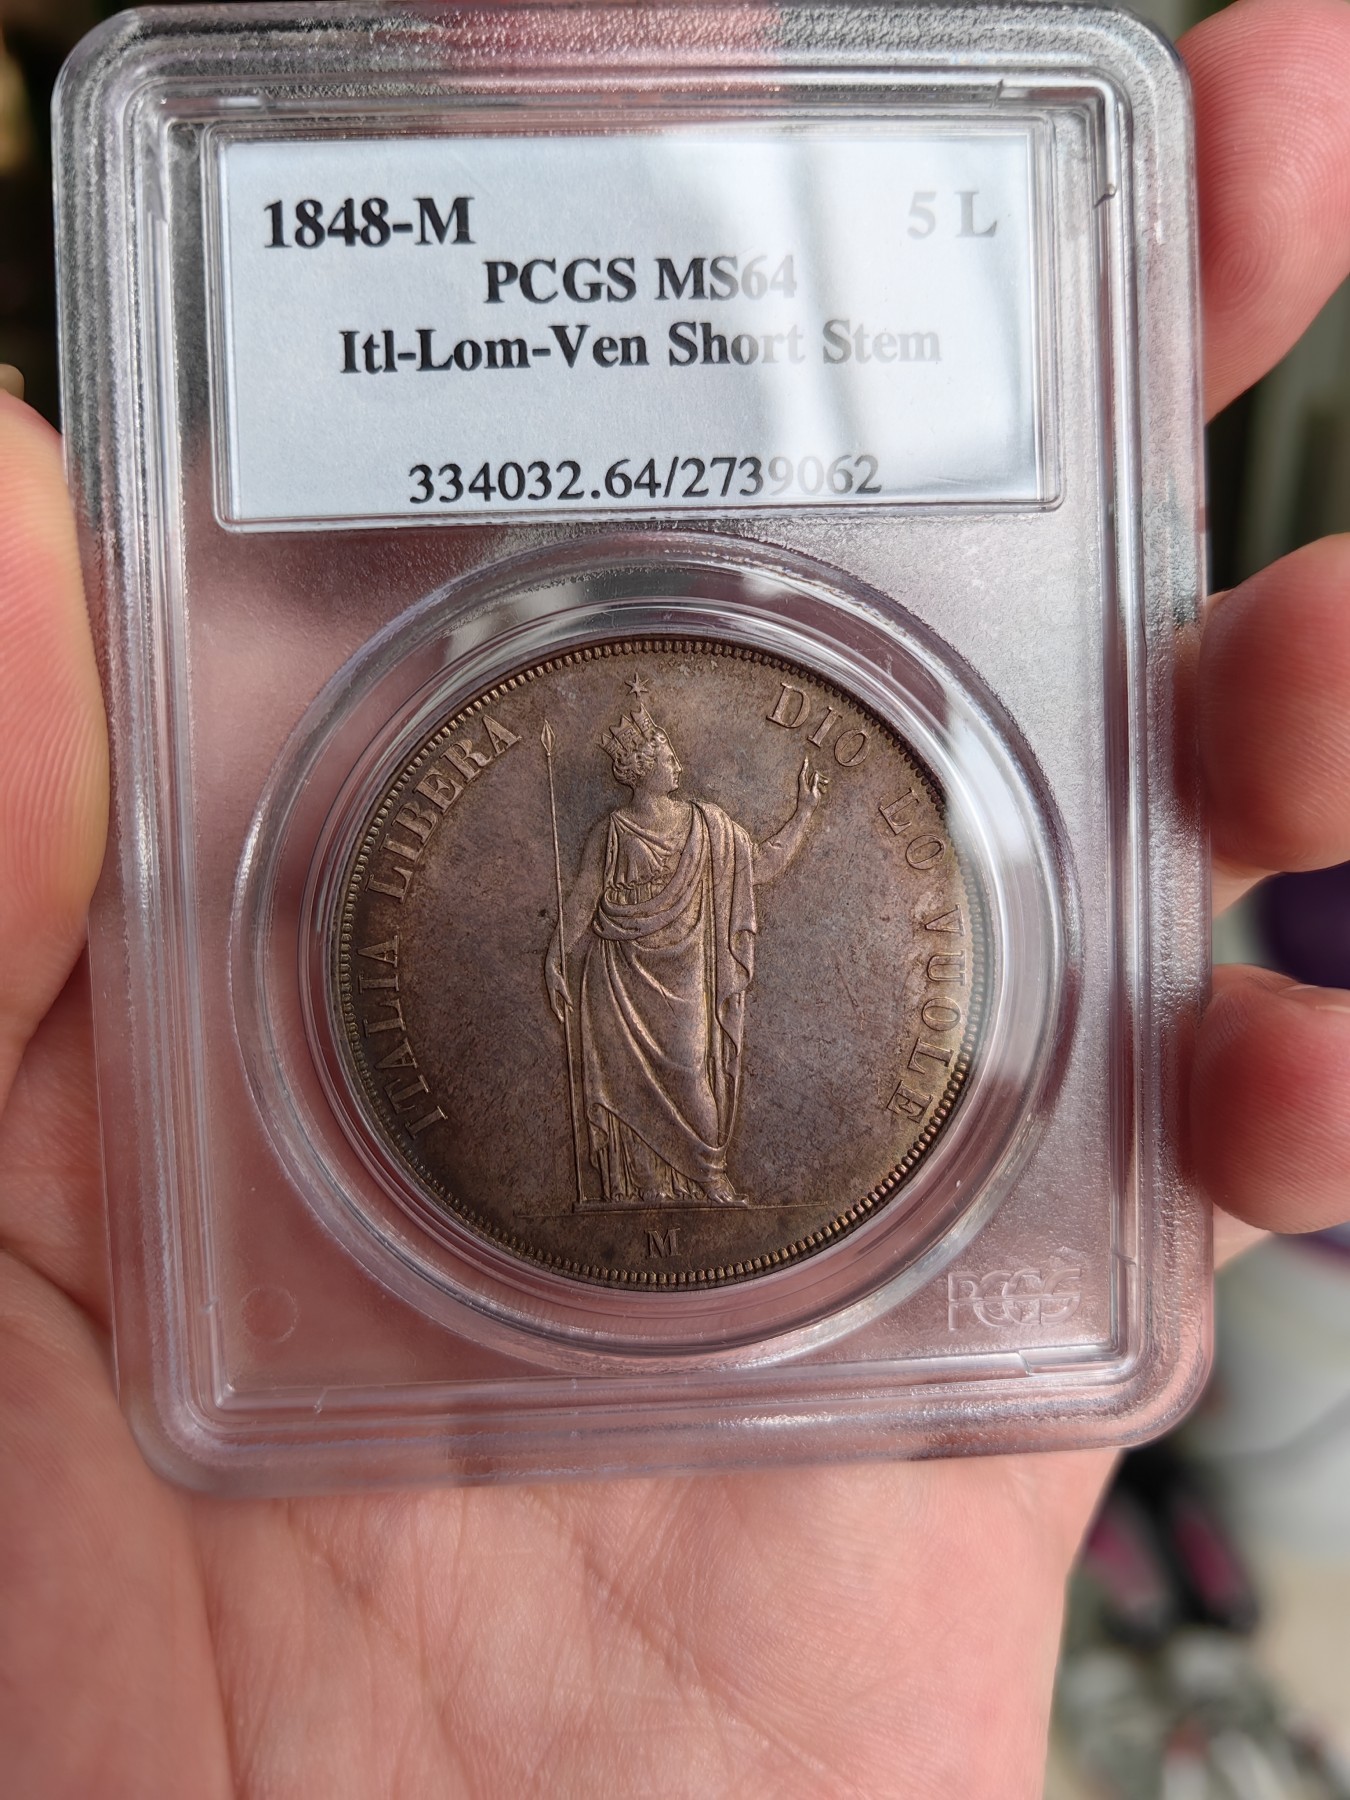 1848-M 5 L
PCGS MS64
Itl-Lom-Ven Short Stem
334032.64/2739062
ITALIA LIBERA DIO LO VUOLE
M
PCGS